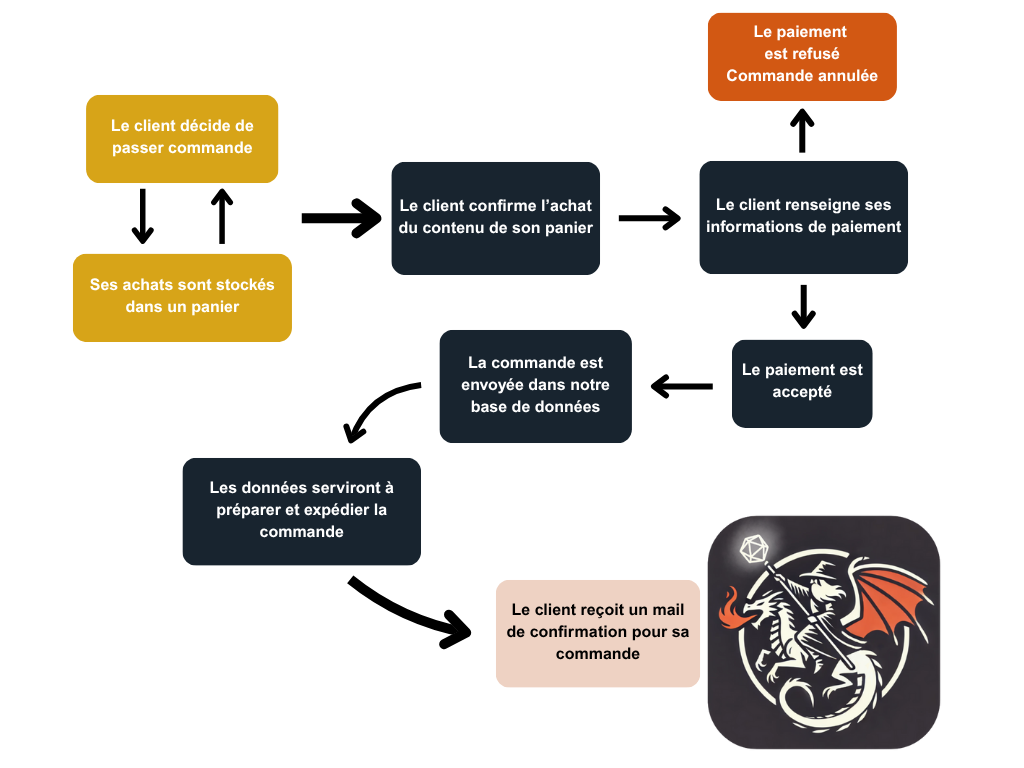 Le client décide de
passer commande
Ses achats sont stockés
dans un panier
Le client confirme l’achat
du contenu de son panier
Le client renseigne ses
informations de paiement
Le paiement
est refusé
Commande annulée
Le paiement est
accepté
La commande est
envoyée dans notre
base de données
Les données serviront à
préparer et expédier la
commande
Le client reçoit un mail
de confirmation pour sa
commande